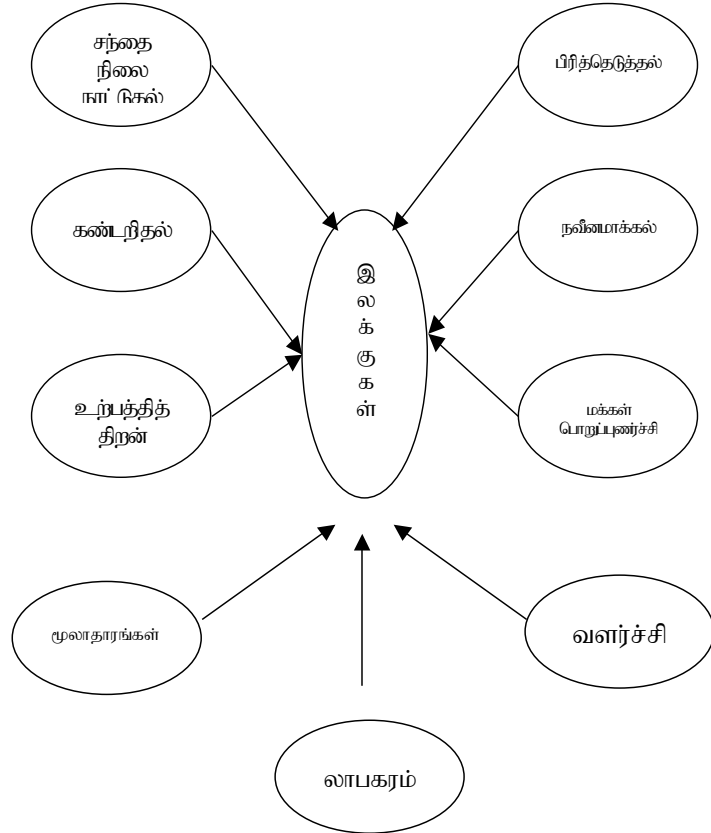 சந்தை
நிலை
நாட்டுதல்
பிரித்தெடுத்தல்
கண்டறிதல்
நவீனமாக்கல்
இ
ல
க்
கு
க
ள்
உற்பத்தித்
திறன்
மக்கள்
பொறுப்புணர்ச்சி
மூலாதாரங்கள்
வளர்ச்சி
லாபகரம்